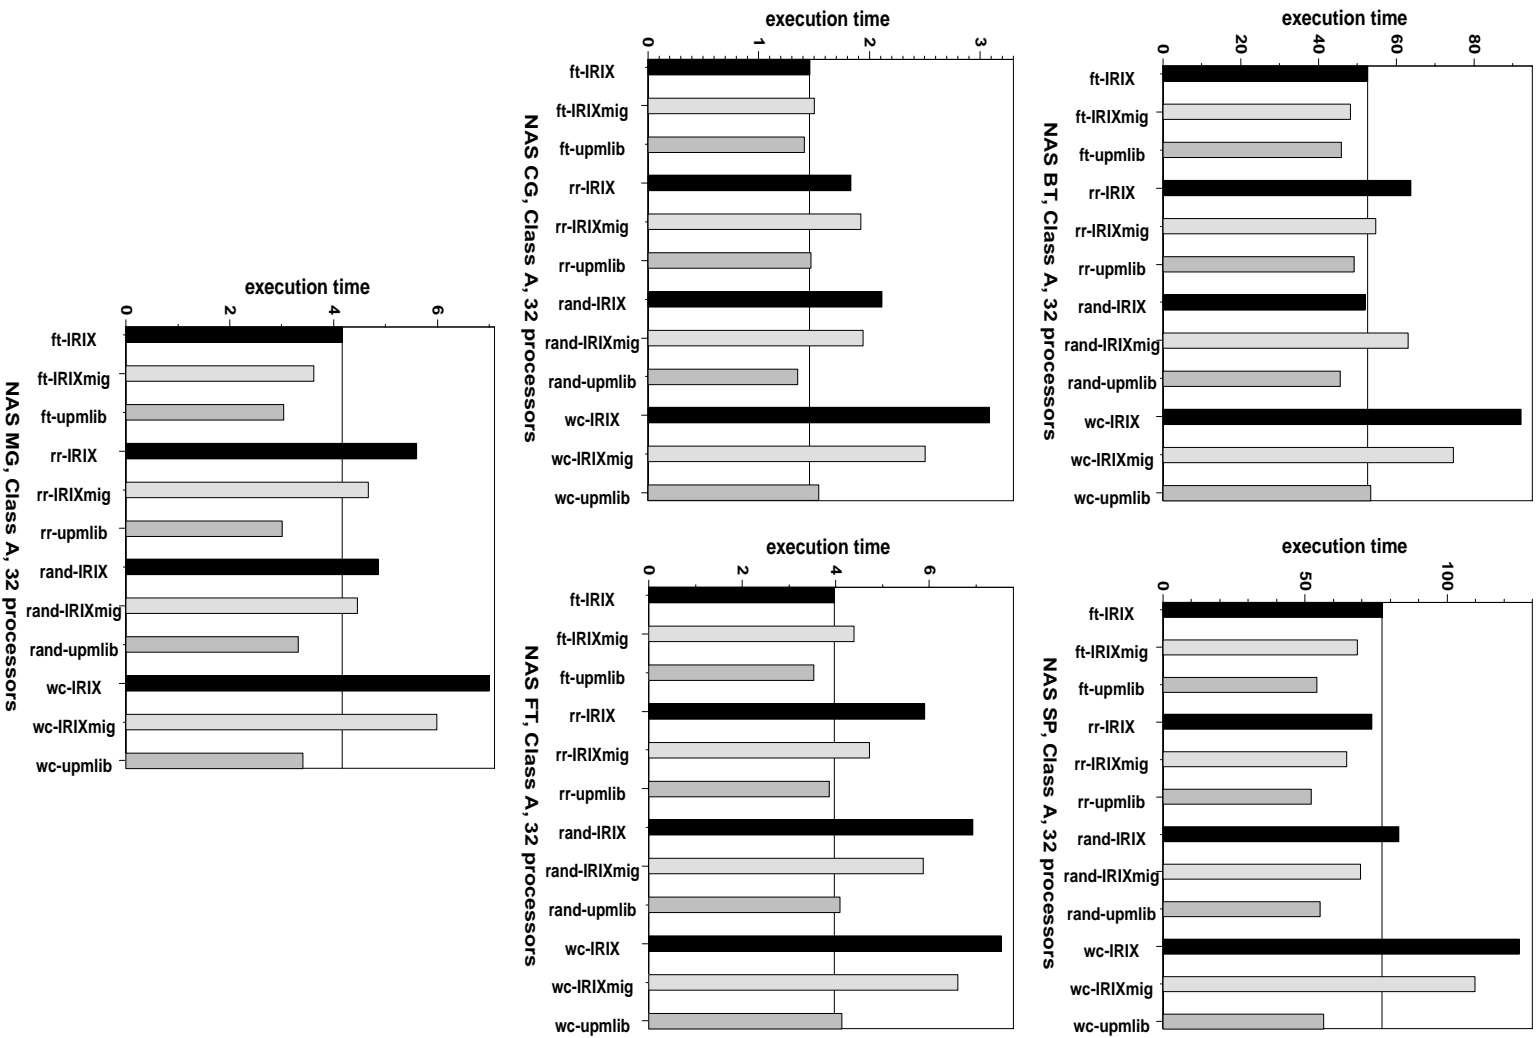 execution time
0 20 40 60 80
ft-IRIX
ft-IRIXmig
ft-upmlib
rr-IRIX
rr-IRIXmig
rr-upmlib
rand-IRIX
rand-IRIXmig
rand-upmlib
wc-IRIX
wc-IRIXmig
wc-upmlib
NAS BT, Class A, 32 processors
execution time
0 50 100
ft-IRIX
ft-IRIXmig
ft-upmlib
rr-IRIX
rr-IRIXmig
rr-upmlib
rand-IRIX
rand-IRIXmig
rand-upmlib
wc-IRIX
wc-IRIXmig
wc-upmlib
NAS SP, Class A, 32 processors
execution time
0 1 2 3
ft-IRIX
ft-IRIXmig
ft-upmlib
rr-IRIX
rr-IRIXmig
rr-upmlib
rand-IRIX
rand-IRIXmig
rand-upmlib
wc-IRIX
wc-IRIXmig
wc-upmlib
NAS CG, Class A, 32 processors
execution time
0 2 4 6
ft-IRIX
ft-IRIXmig
ft-upmlib
rr-IRIX
rr-IRIXmig
rr-upmlib
rand-IRIX
rand-IRIXmig
rand-upmlib
wc-IRIX
wc-IRIXmig
wc-upmlib
NAS FT, Class A, 32 processors
execution time
0 2 4 6
ft-IRIX
ft-IRIXmig
ft-upmlib
rr-IRIX
rr-IRIXmig
rr-upmlib
rand-IRIX
rand-IRIXmig
rand-upmlib
wc-IRIX
wc-IRIXmig
wc-upmlib
NAS MG, Class A, 32 processors